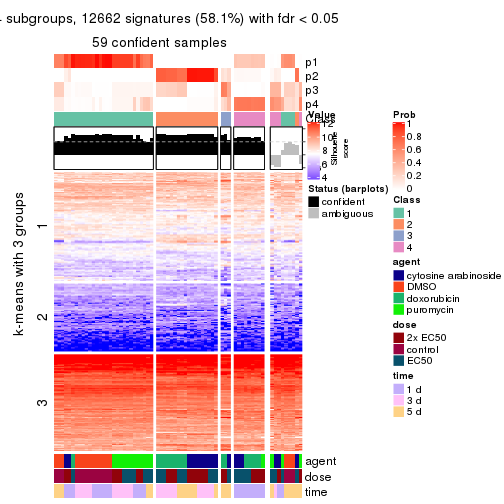 subgroups, 12662 signatures (58.1%) with fdr < 0.05
59 confident samples
p1
p2
p3
p4
Class
Value
12
10
8
6
4
Silhouette
score
Status (barplots)
confident
ambiguous
Prob
1
0.8
0.6
0.4
0.2
0
Class
1
2
3
4
agent
cytosine arabinoside
DMSO
doxorubicin
puromycin
dose
2x EC50
control
EC50
time
1 d
3 d
5 d
k-means with 3 groups
1
2
3
agent
dose
time